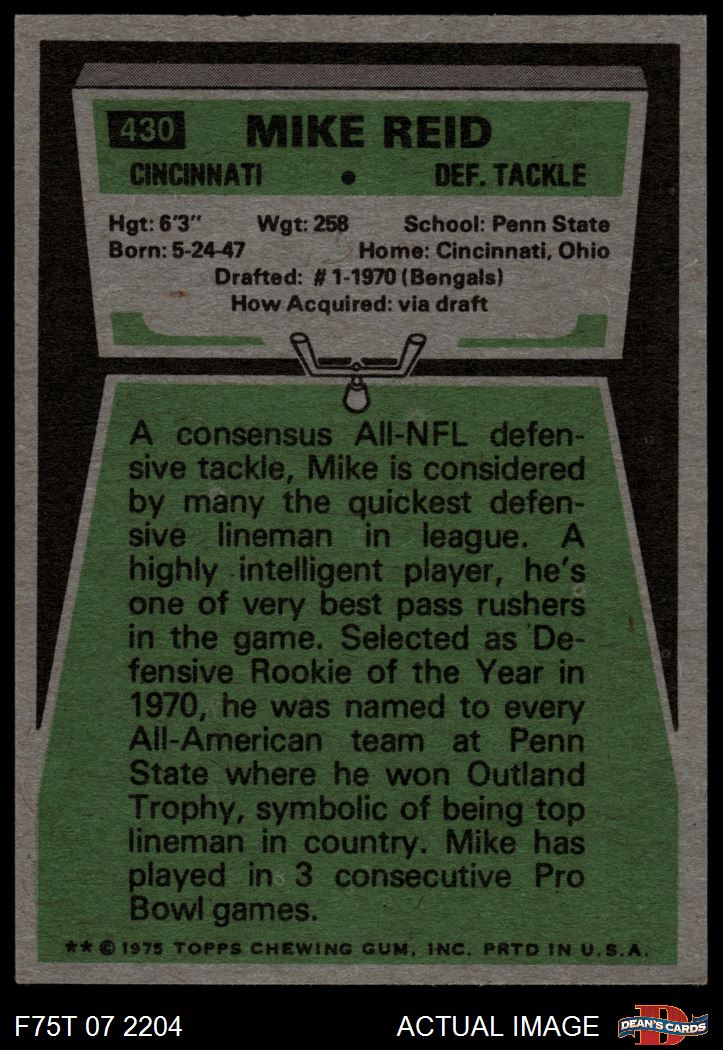 430 MIKE REID
CINCINNATI • DEF. TACKLE
Hgt: 6'3" Wgt: 258 School: Penn State
Born: 5-24-47 Home: Cincinnati, Ohio
Drafted: #1-1970 (Bengals)
How Acquired: via draft
A consensus All-NFL defen-
sive tackle, Mike is considered
by many the quickest defen-
sive lineman in league. A
highly intelligent player, he's
one of very best pass rushers
in the game. Selected as De-
fensive Rookie of the Year in
1970, he was named to every
All-American team at Penn
State where he won Outland
Trophy, symbolic of being top
lineman in country. Mike has
played in 3 consecutive Pro
Bowl games.
**©1975 TOPPS CHEWING GUM, INC. PRTD IN U.S.A.
F75T 07 2204 ACTUAL IMAGE D DEAN'S CARDS